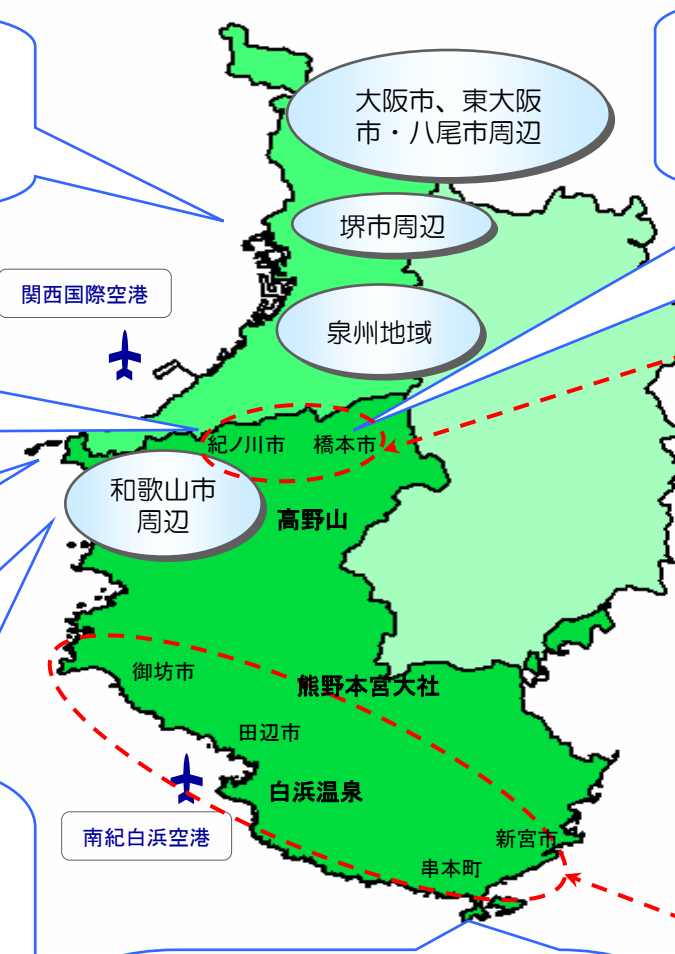 大阪市、東大阪
市・八尾市周辺
堺市周辺
関西国際空港
泉州地域
紀ノ川市
橋本市
和歌山市
周辺
高野山
御坊市
熊野本宮大社
田辺市
白浜温泉
南紀白浜空港
新宮市
串本町